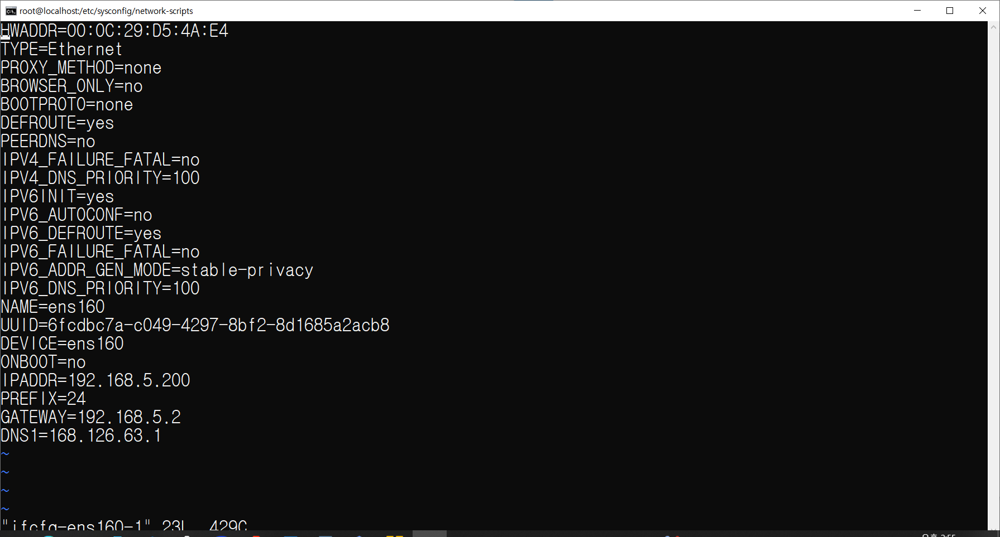 root@localhost:/etc/sysconfig/network-scripts
HWADDR=00:0C:29:D5:4A:E4
TYPE=Ethernet
PROXY_METHOD=none
BROWSER_ONLY=no
BOOTPROTO=none
DEFROUTE=yes
PEERDNS=no
IPV4_FAILURE_FATAL=no
IPV4_DNS_PRIORITY=100
IPV6INIT=yes
IPV6_AUTOCONF=no
IPV6_DEFROUTE=yes
IPV6_FAILURE_FATAL=no
IPV6_ADDR_GEN_MODE=stable-privacy
IPV6_DNS_PRIORITY=100
NAME=ens160
UUID=6fcdbc7a-c049-4297-8bf2-8d1685a2acb8
DEVICE=ens160
ONBOOT=no
IPADDR=192.168.5.200
PREFIX=24
GATEWAY=192.168.5.2
DNS1=168.126.63.1
~
~
~
~
"ifcfg-ens160-1" 23L, 429C